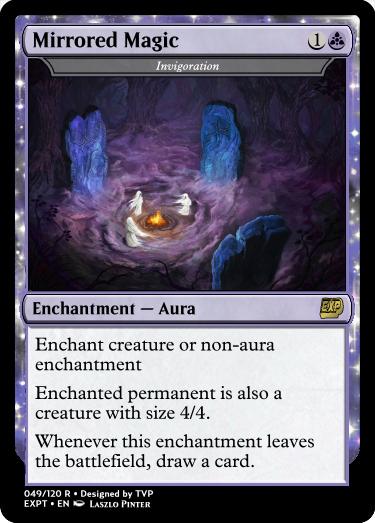 Mirrored Magic
1
Invigoration
Enchantment — Aura
EXP
Enchant creature or non-aura
enchantment
Enchanted permanent is also a
creature with size 4/4.
Whenever this enchantment leaves
the battlefield, draw a card.
049/120 R • Designed by TVP
EXPT • EN Laszlo Pinter